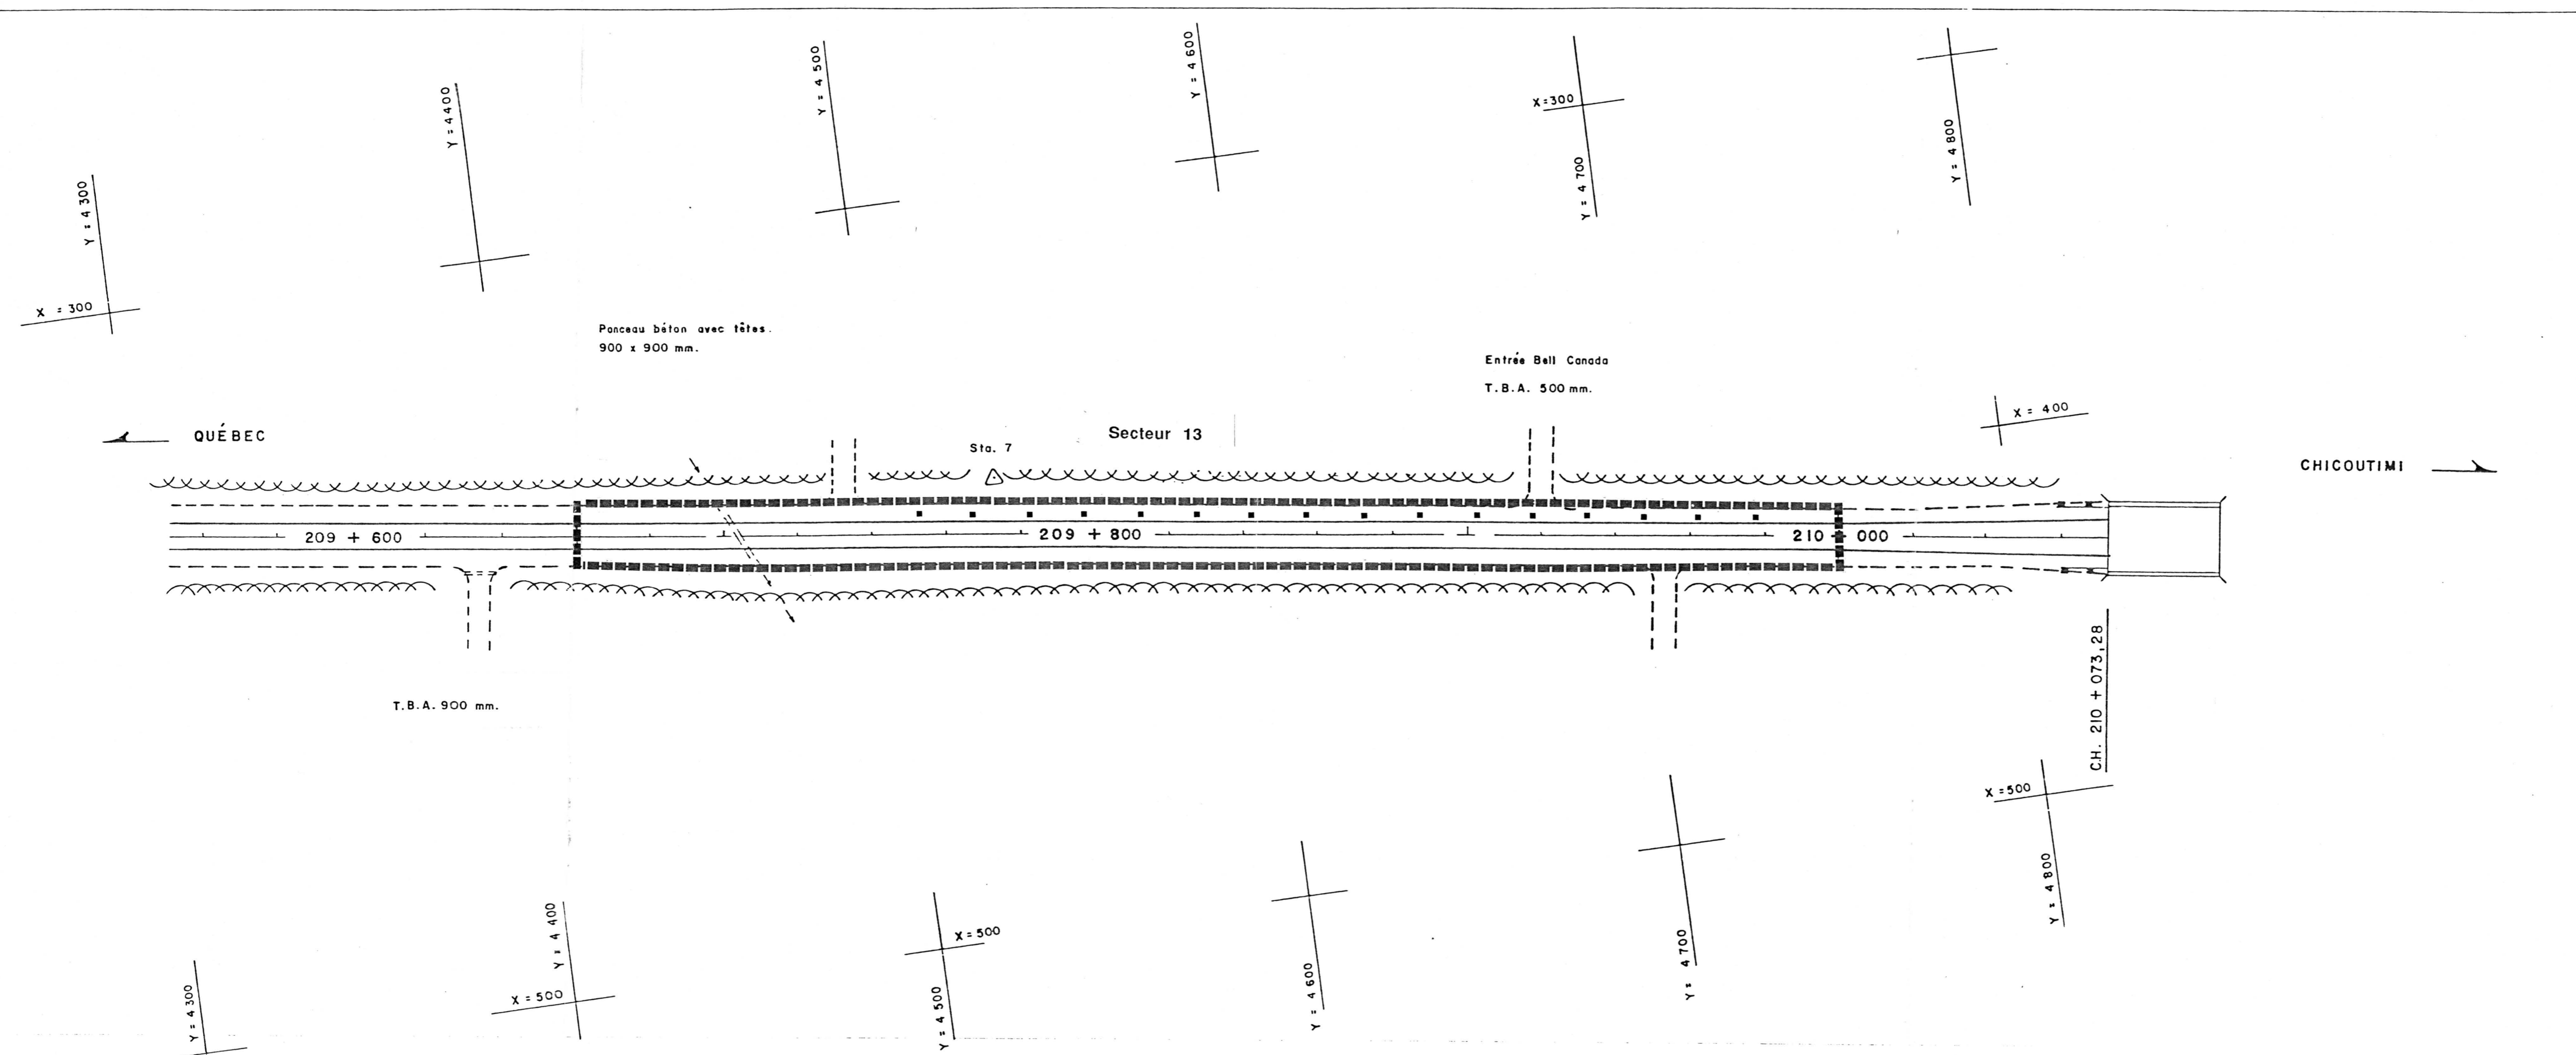 Y = 4 300
Y = 4 400
Y = 4 500
Y = 4 600
X = 300
Y = 4 700
Y = 4 800
X = 300
Ponceau béton avec têtes.
900 x 900 mm.
Entrée Bell Canada
T.B.A. 500 mm.
X = 400
QUÉBEC
Sta. 7
Secteur 13
CHICOUTIMI
209 + 600
209 + 800
210 + 000
C.H. 210 + 073,28
T.B.A. 900 mm.
X = 500
Y = 4 800
X = 500
Y = 4 400
X = 500
Y = 4 300
Y = 4 500
Y = 4 600
Y = 4 700